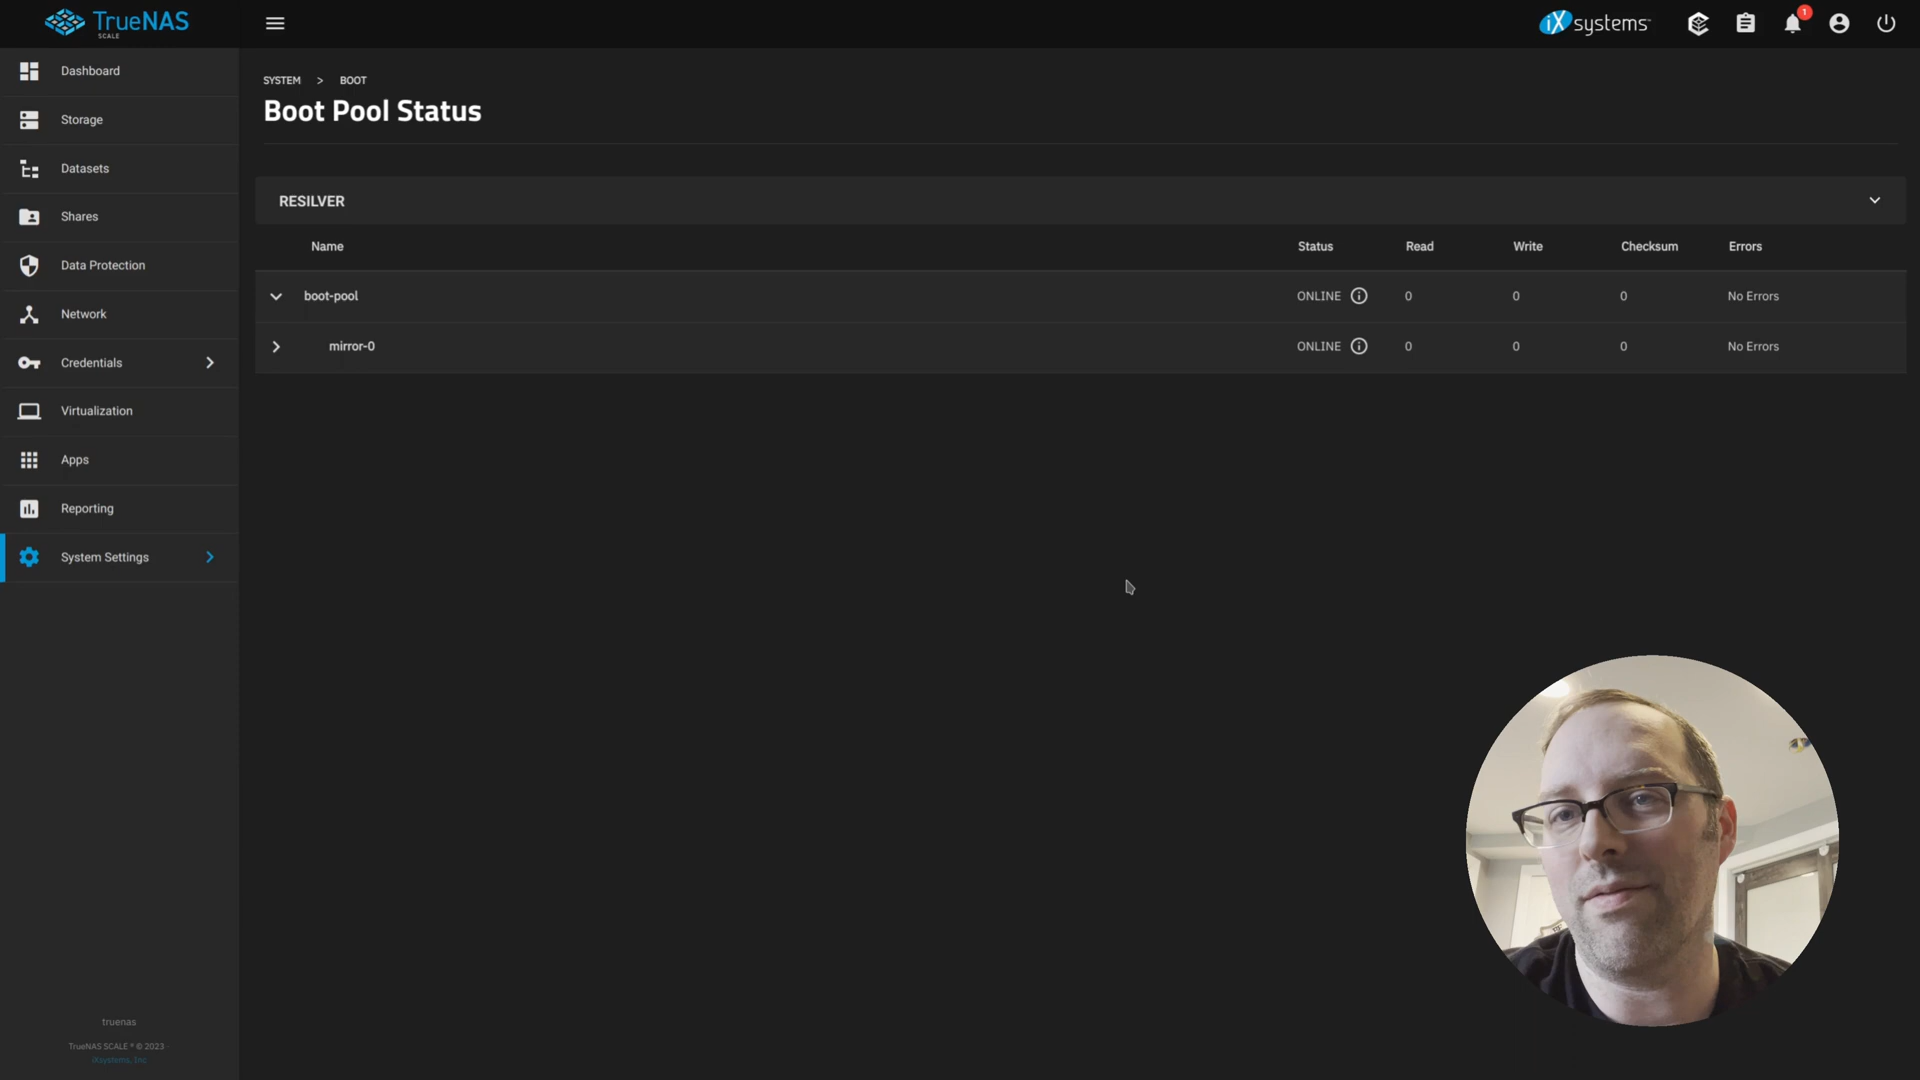 TrueNAS
SCALE
iXsystems
1
Dashboard
Storage
Datasets
Shares
Data Protection
Network
Credentials
Virtualization
Apps
Reporting
System Settings
truenas
TrueNAS SCALE ® © 2023 -
iXsystems, Inc
SYSTEM > BOOT
Boot Pool Status
RESILVER
Name Status Read Write Checksum Errors
boot-pool ONLINE 0 0 0 No Errors
mirror-0 ONLINE 0 0 0 No Errors